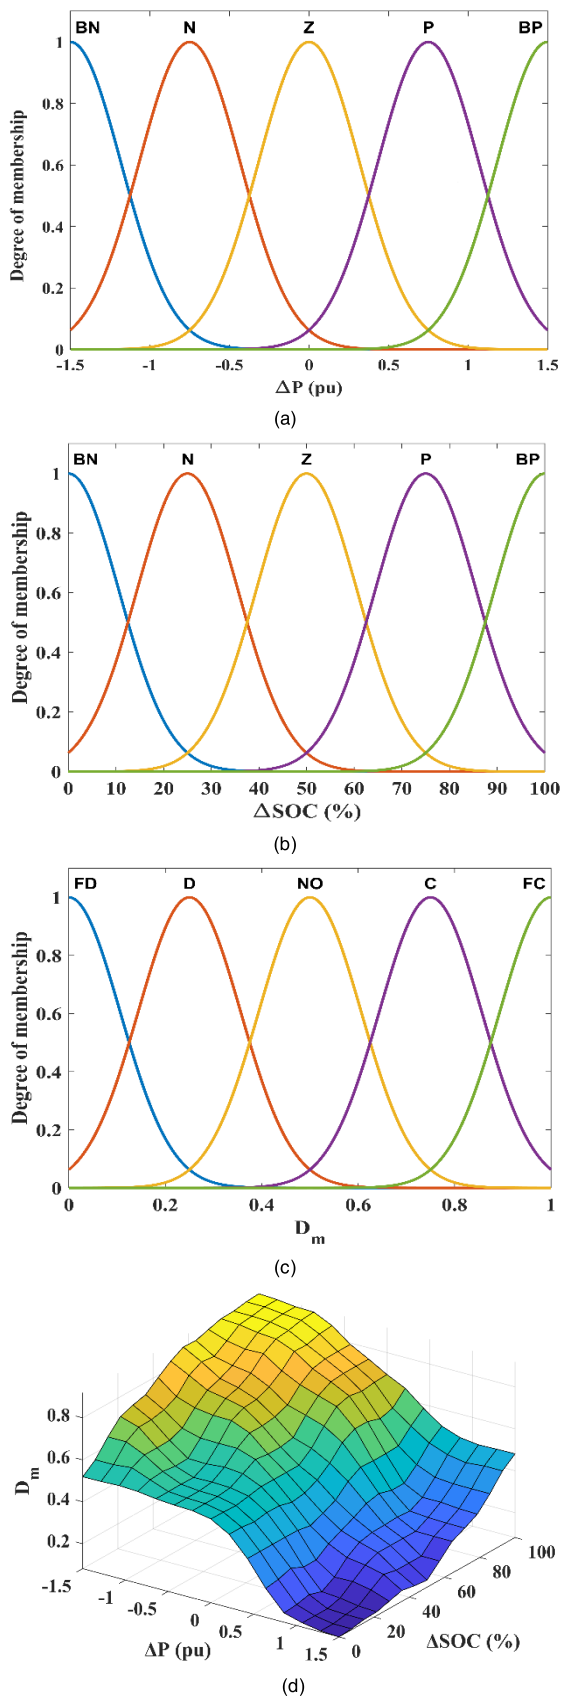 BN N Z P BP
1
0.8
0.6
0.4
0.2
0
Degree of membership
-1.5 -1 -0.5 0 0.5 1 1.5
ΔP (pu)
(a)
BN N Z P BP
1
0.8
0.6
0.4
0.2
0
Degree of membership
0 10 20 30 40 50 60 70 80 90 100
ΔSOC (%)
(b)
FD D NO C FC
1
0.8
0.6
0.4
0.2
0
Degree of membership
0 0.2 0.4 0.6 0.8 1
Dm
(c)
0.8
0.6
0.4
0.2
Dm
-1.5 -1 -0.5 0 0.5 1 1.5
ΔP (pu)
0 20 40 60 80 100
ΔSOC (%)
(d)